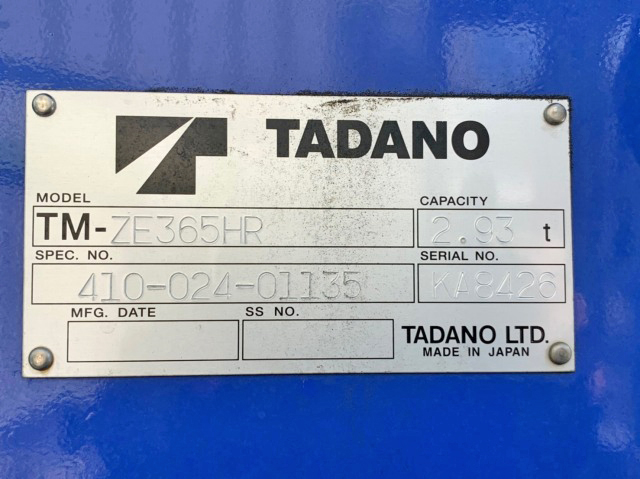 TADANO
MODEL CAPACITY
TM-ZE365HR 2.93 t
SPEC. NO. SERIAL NO.
410-024-01135 KA8426
MFG. DATE SS NO.
TADANO LTD.
MADE IN JAPAN